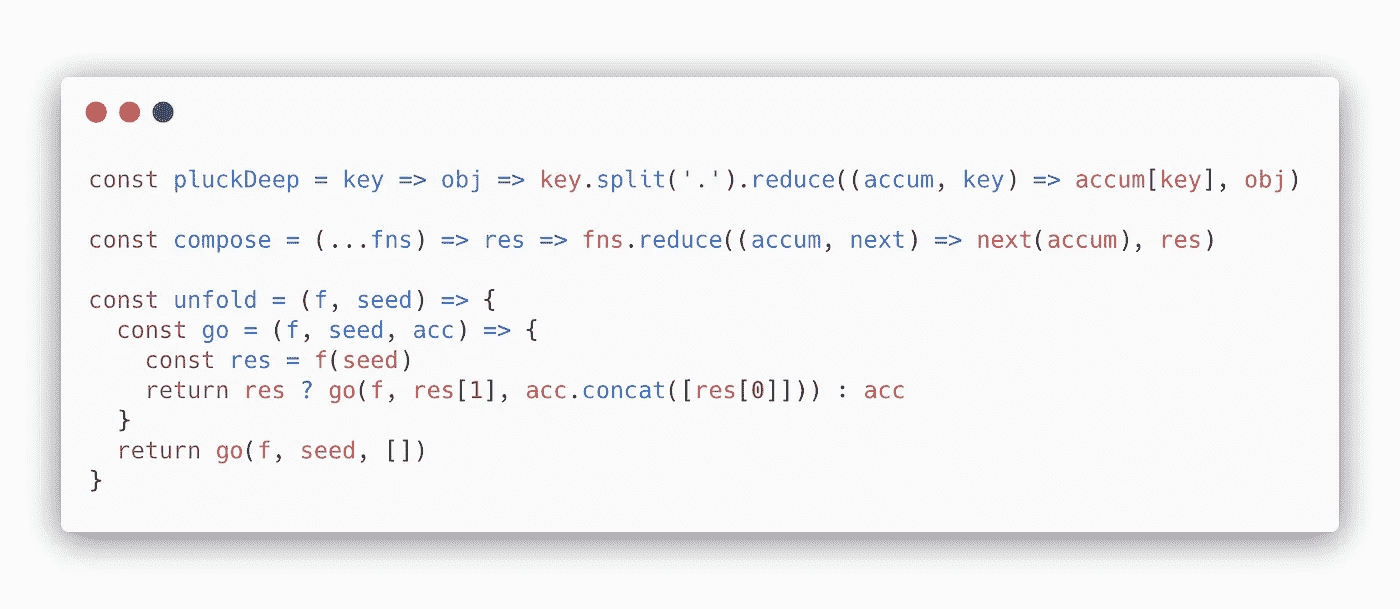 const pluckDeep = key => obj => key.split('.').reduce((accum, key) => accum[key], obj)
const compose = (...fns) => res => fns.reduce((accum, next) => next(accum), res)
const unfold = (f, seed) => {
  const go = (f, seed, acc) => {
    const res = f(seed)
    return res ? go(f, res[1], acc.concat([res[0]])) : acc
  }
  return go(f, seed, [])
}